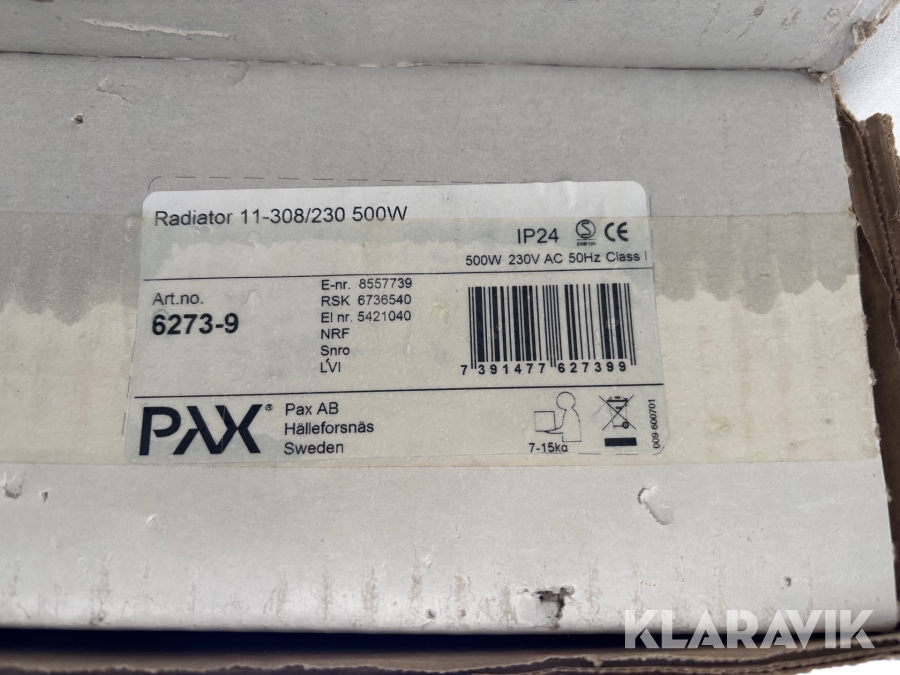 Radiator 11-308/230 500W
IP24 S Intertek CE
500W 230V AC 50Hz Class I
Art.no.
6273-9
E-nr. 8557739
RSK 6736540
El nr. 5421040
NRF
Snro
LVI
7 391477 627399
PAX®
Pax AB
Hälleforsnäs
Sweden
7-15kg
009-600701
KLARAVIK